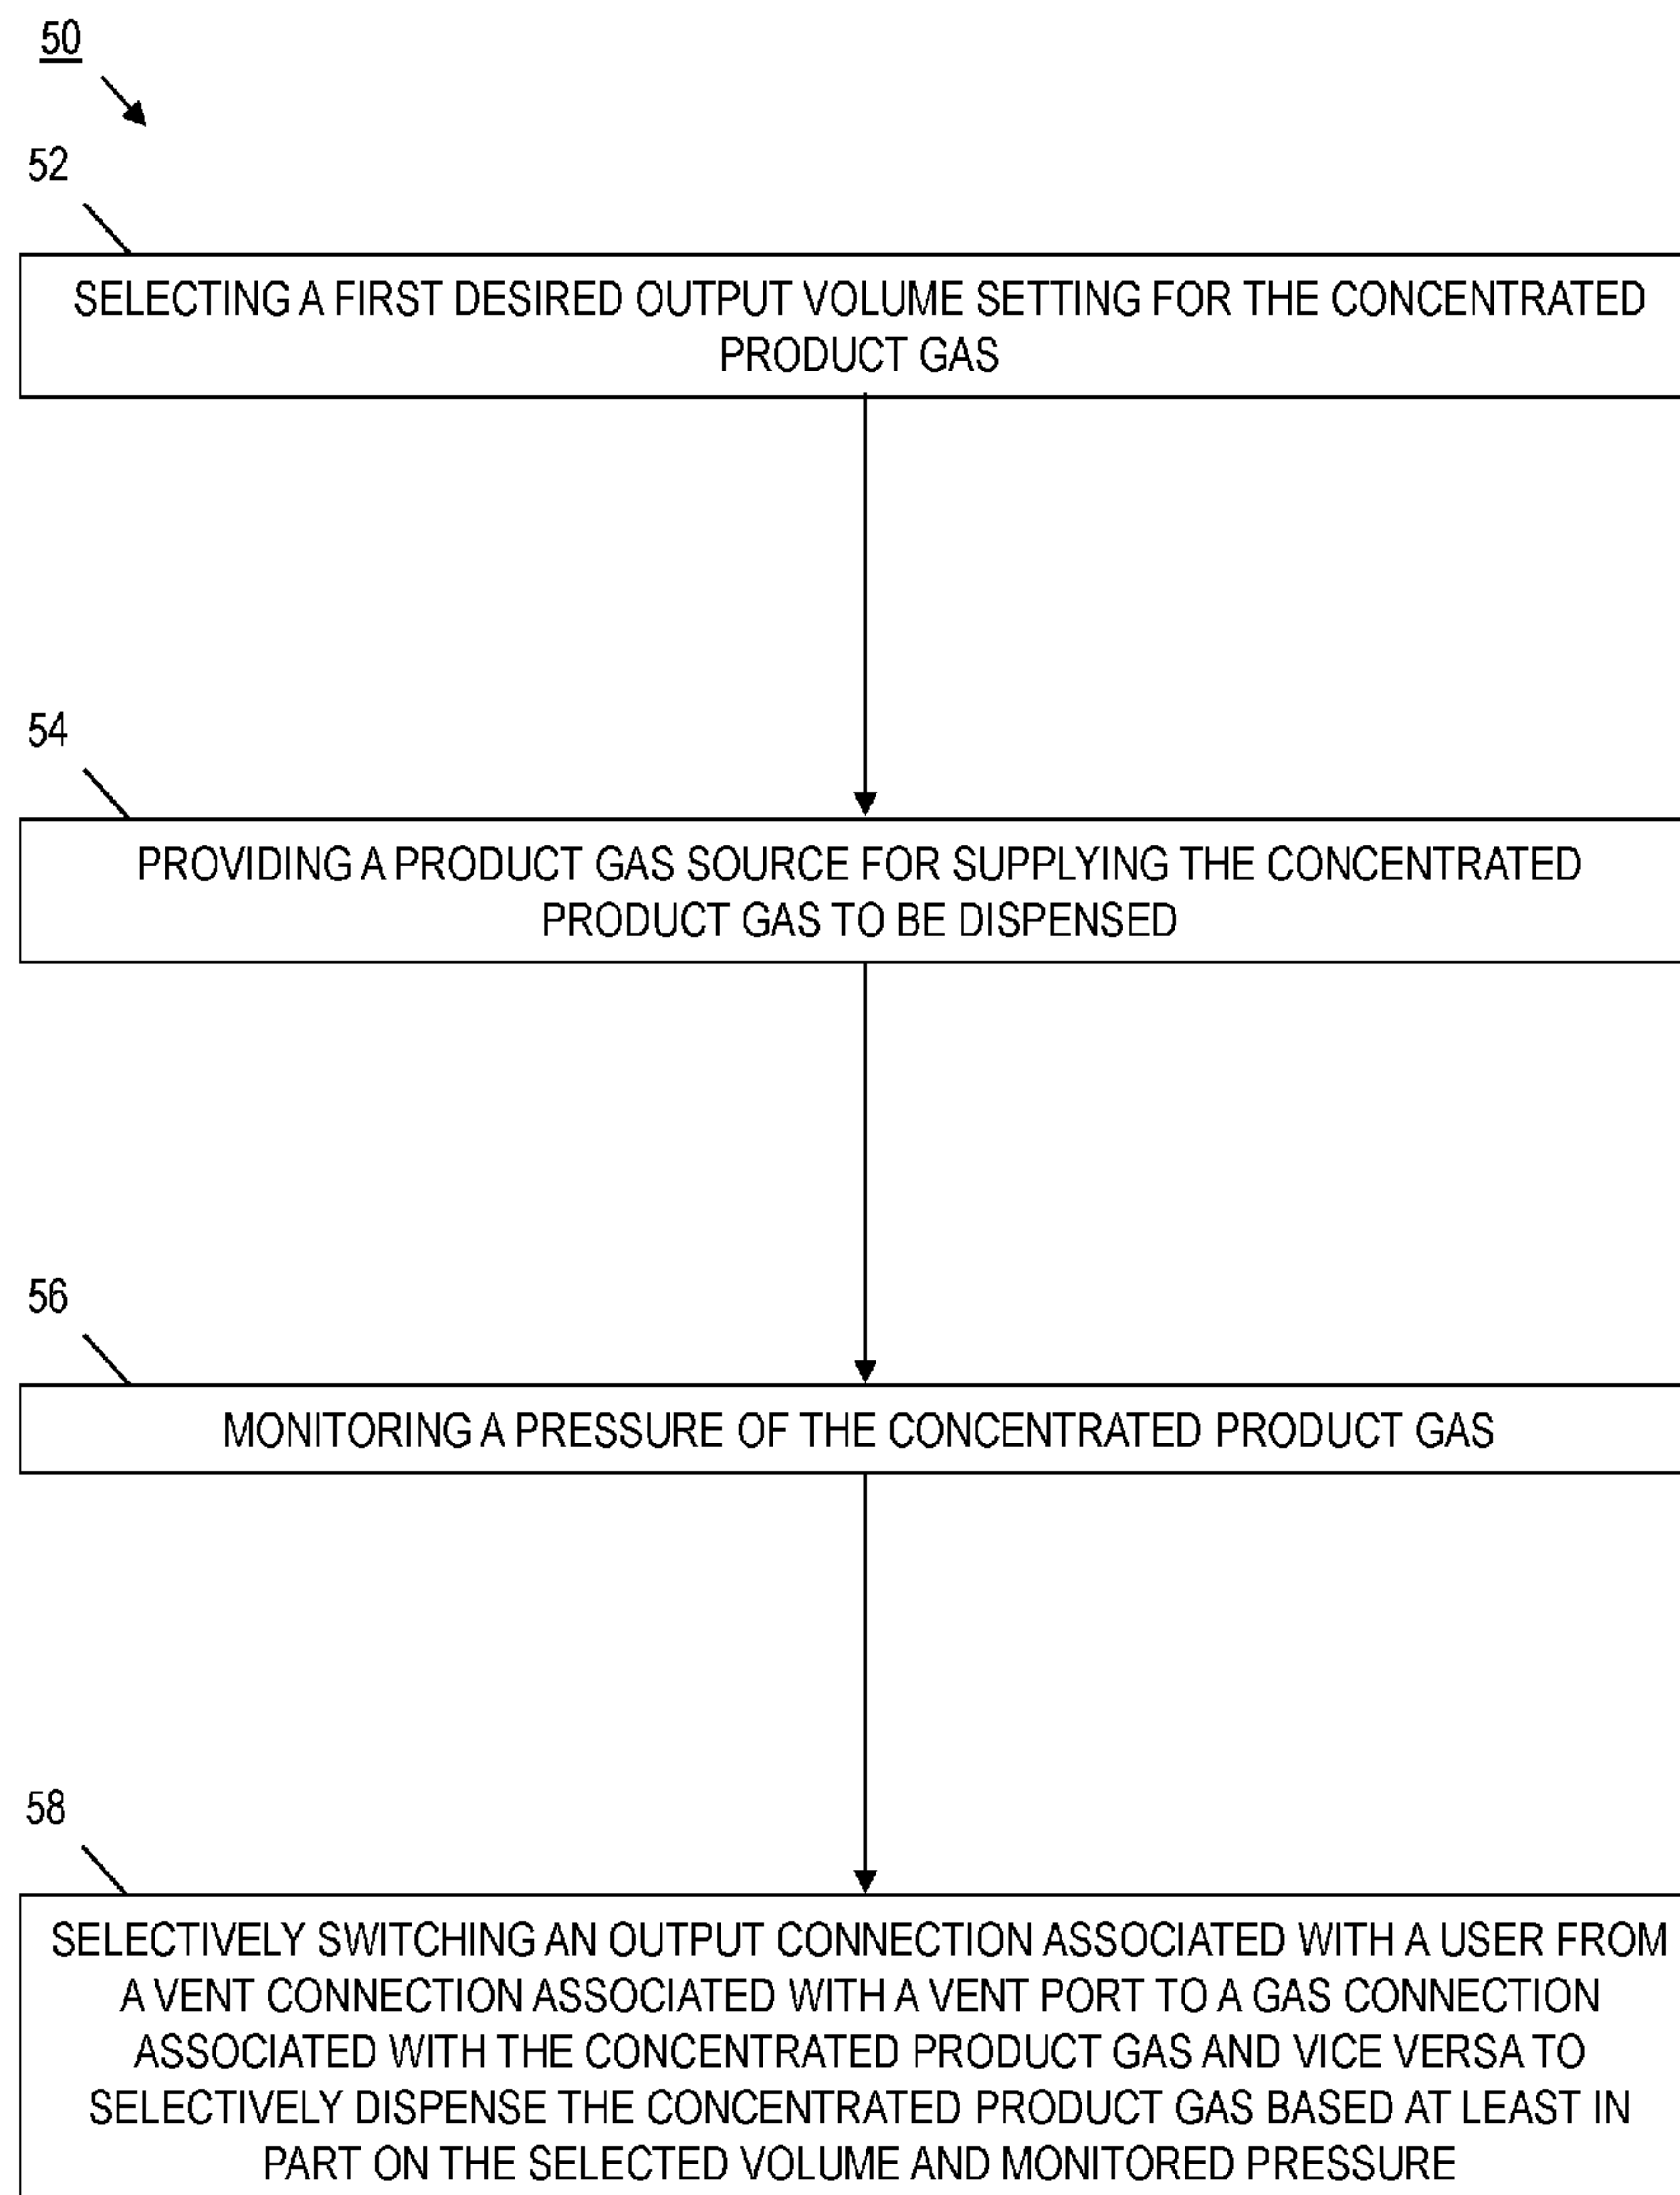 50
52
SELECTING A FIRST DESIRED OUTPUT VOLUME SETTING FOR THE CONCENTRATED
PRODUCT GAS
54
PROVIDING A PRODUCT GAS SOURCE FOR SUPPLYING THE CONCENTRATED
PRODUCT GAS TO BE DISPENSED
56
MONITORING A PRESSURE OF THE CONCENTRATED PRODUCT GAS
58
SELECTIVELY SWITCHING AN OUTPUT CONNECTION ASSOCIATED WITH A USER FROM
A VENT CONNECTION ASSOCIATED WITH A VENT PORT TO A GAS CONNECTION
ASSOCIATED WITH THE CONCENTRATED PRODUCT GAS AND VICE VERSA TO
SELECTIVELY DISPENSE THE CONCENTRATED PRODUCT GAS BASED AT LEAST IN
PART ON THE SELECTED VOLUME AND MONITORED PRESSURE